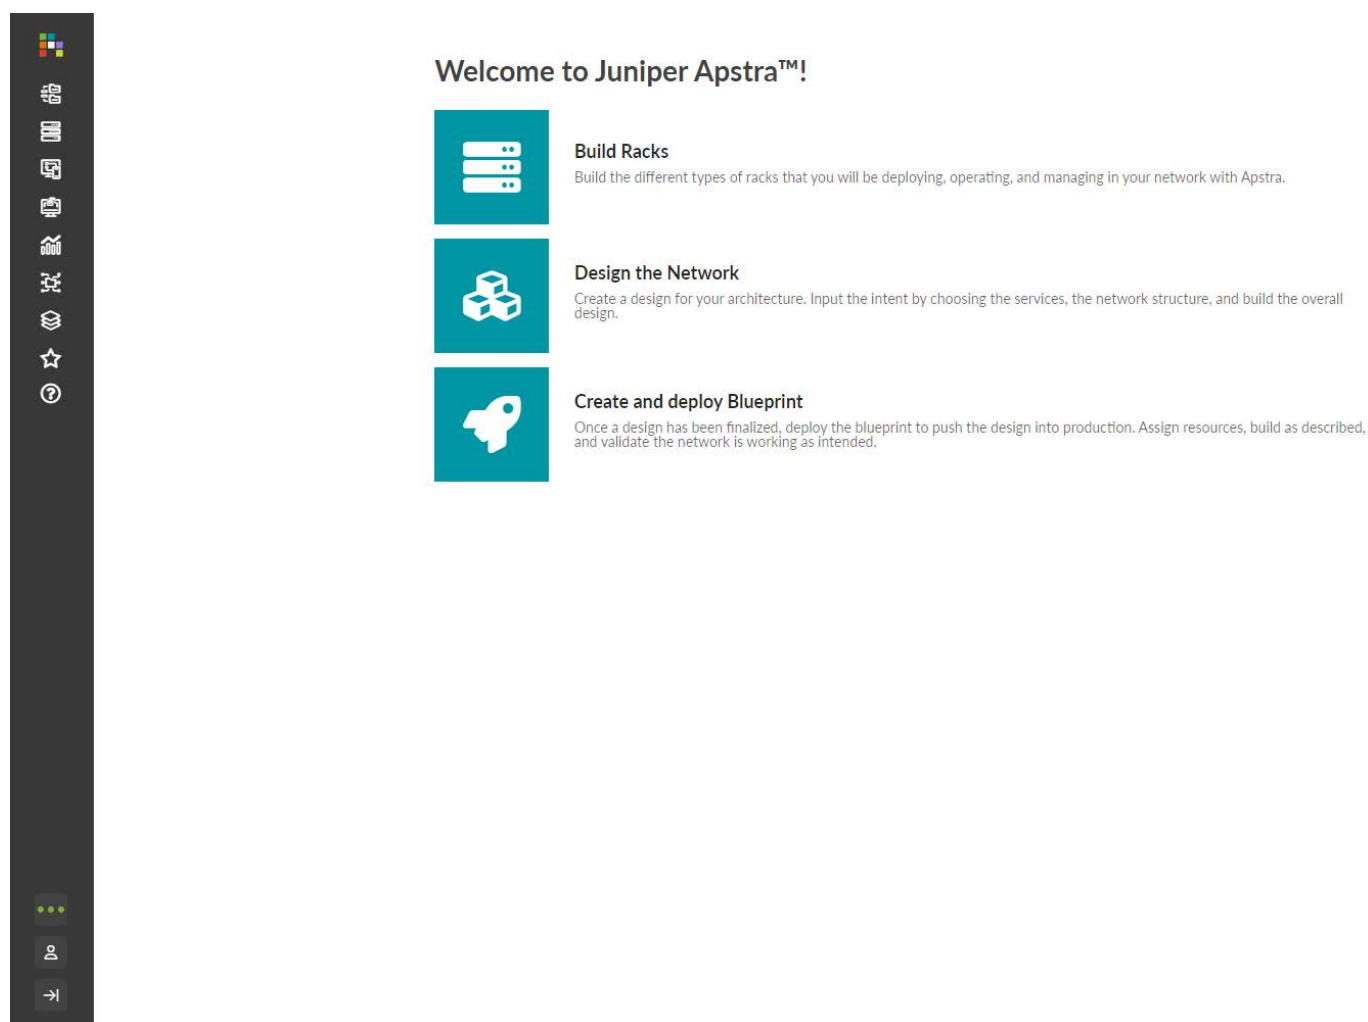 Welcome to Juniper Apstra™!
Build Racks
Build the different types of racks that you will be deploying, operating, and managing in your network with Apstra.
Design the Network
Create a design for your architecture. Input the intent by choosing the services, the network structure, and build the overall
design.
Create and deploy Blueprint
Once a design has been finalized, deploy the blueprint to push the design into production. Assign resources, build as described,
and validate the network is working as intended.